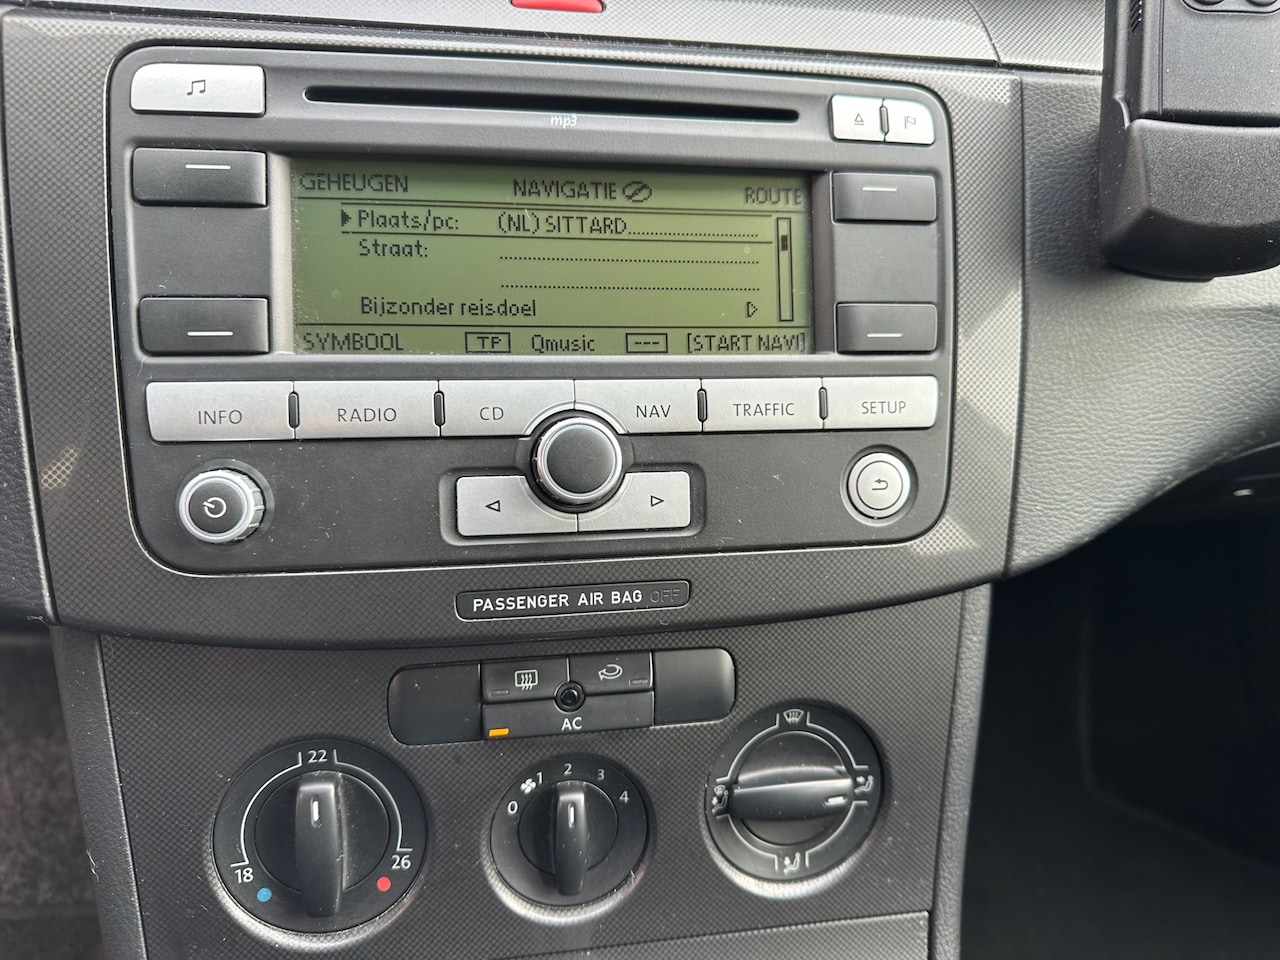 mp3
GEHEUGEN NAVIGATIE ROUTE
Plaats/pc: (NL) SITTARD
Straat:
Bijzonder reisdoel
SYMBOOL TP Qmusic --- [START NAVI]
INFO RADIO CD NAV TRAFFIC SETUP
PASSENGER AIR BAG OFF
AC
22
18
26
0
1
2
3
4